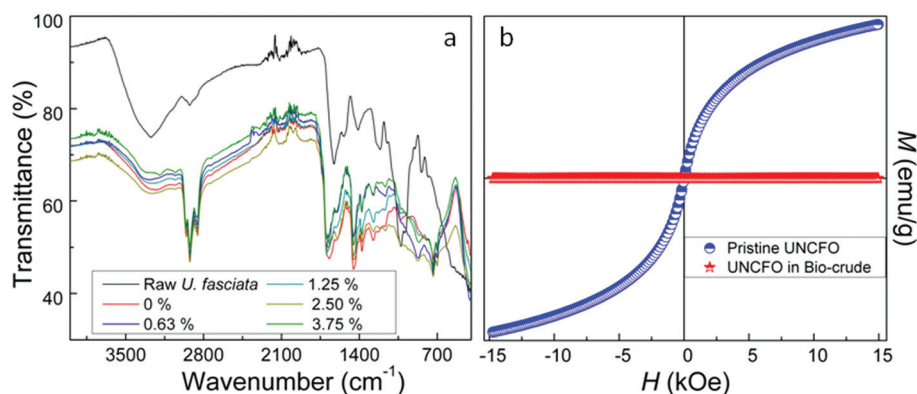 a
b
100
80
60
40
Transmittance (%)
Raw U. fasciata
0 %
0.63 %
1.25 %
2.50 %
3.75 %
3500 2800 2100 1400 700
Wavenumber (cm-1)
Pristine UNCFO
UNCFO in Bio-crude
M (emu/g)
-15 -10 -5 0 5 10 15
H (kOe)